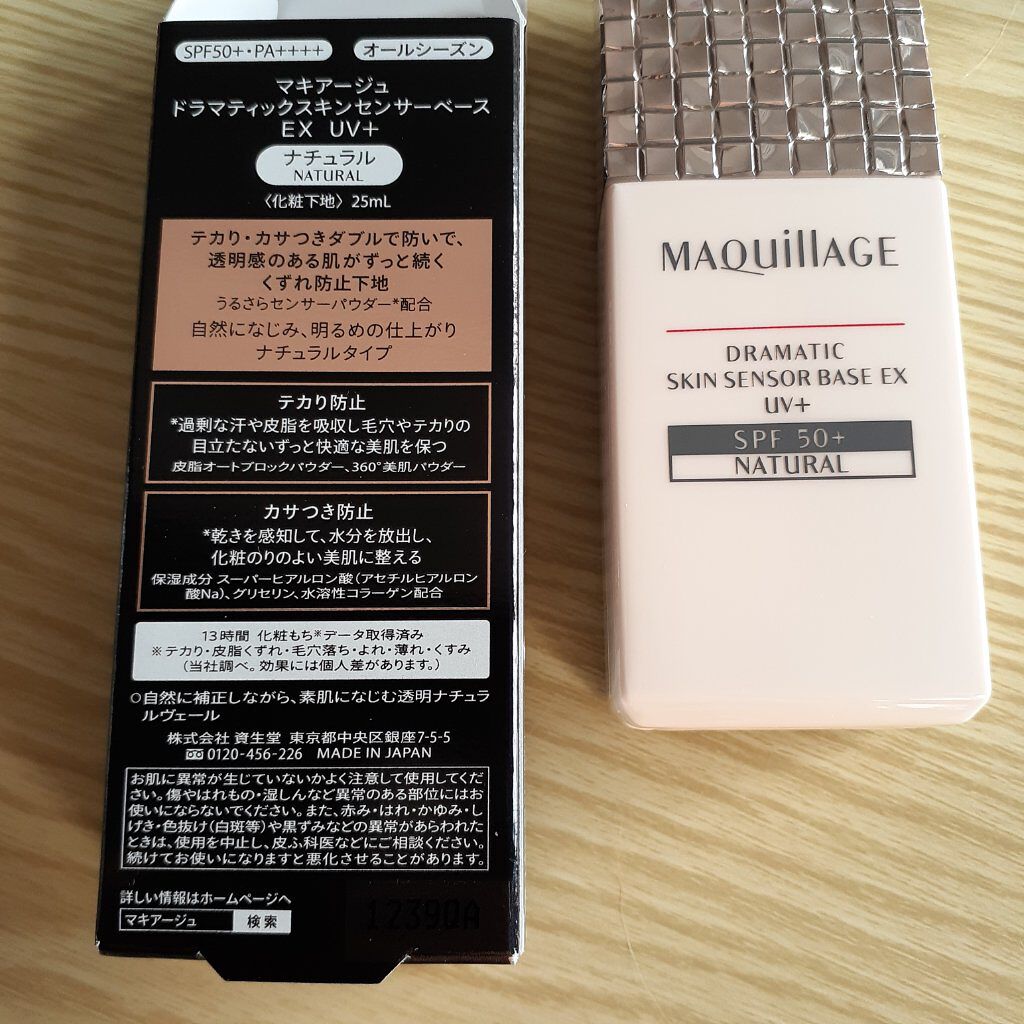 SPF50+・PA++++ オールシーズン
マキアージュ
ドラマティックスキンセンサーベース
EX UV+
ナチュラル
NATURAL
〈化粧下地〉 25mL
テカり・カサつきダブルで防いで、
透明感のある肌がずっと続く
くずれ防止下地
うるさらセンサーパウダー*配合
自然になじみ、明るめの仕上がり
ナチュラルタイプ
テカり防止
*過剰な汗や皮脂を吸収し毛穴やテカりの
目立たないずっと快適な美肌を保つ
皮脂オートブロックパウダー、360°美肌パウダー
カサつき防止
*乾きを感知して、水分を放出し、
化粧のりのよい美肌に整える
保湿成分 スーパーヒアルロン酸(アセチルヒアルロン
酸Na)、グリセリン、水溶性コラーゲン配合
13時間 化粧もち※データ取得済み
※テカり・皮脂くずれ・毛穴落ち・よれ・薄れ・くすみ
(当社調べ。効果には個人差があります。)
○自然に補正しながら、素肌になじむ透明ナチュラ
ルヴェール
株式会社 資生堂 東京都中央区銀座7-5-5
0120-456-226 MADE IN JAPAN
お肌に異常が生じていないかよく注意して使用してくだ
さい。傷やはれもの・湿しんなど異常のある部位にはお
使いにならないでください。また、赤み・はれ・かゆみ・し
げき・色抜け(白斑等)や黒ずみなどの異常があらわれた
ときは、使用を中止し、皮ふ科医などにご相談ください。
続けてお使いになりますと悪化させることがあります。
詳しい情報はホームページへ
マキアージュ 検索
1239QA
MAQuillAGE
DRAMATIC
SKIN SENSOR BASE EX
UV+
SPF 50+
NATURAL